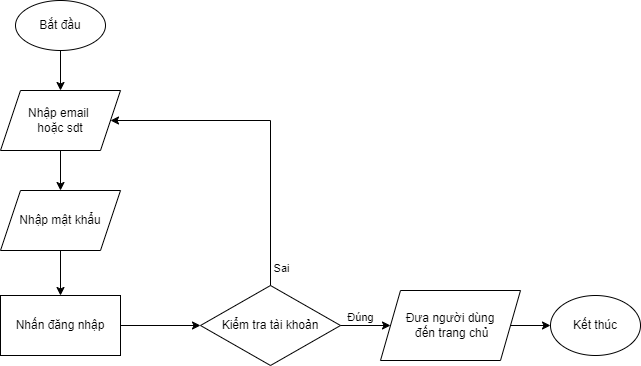 Bắt đầu
Nhập email
hoặc sdt
Nhập mật khẩu
Nhấn đăng nhập
Sai
Kiểm tra tài khoản
Đúng
Đưa người dùng
đến trang chủ
Kết thúc